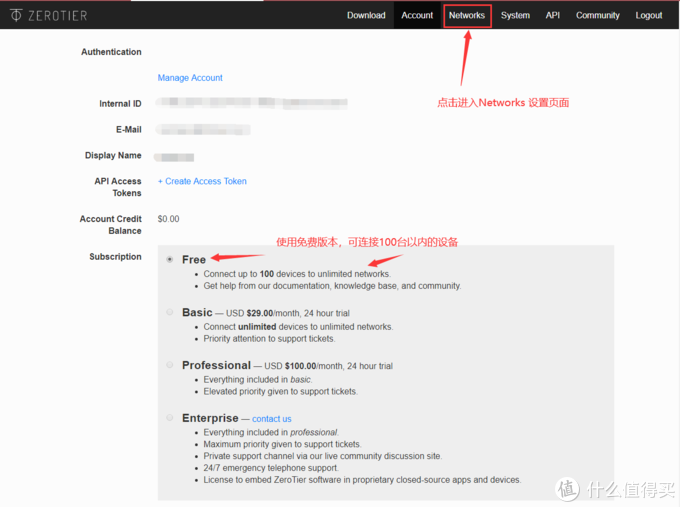 ZEROTIER
Download Account Networks System API Community Logout
Authentication
Manage Account
点击进入Networks 设置页面
Internal ID
E-Mail
Display Name
API Access
Tokens
+ Create Access Token
Account Credit
Balance
$0.00
使用免费版本，可连接100台以内的设备
Subscription
Free
Connect up to 100 devices to unlimited networks.
Get help from our documentation, knowledge base, and community.
Basic — USD $29.00/month, 24 hour trial
Connect unlimited devices to unlimited networks.
Priority attention to support tickets.
Professional — USD $100.00/month, 24 hour trial
Everything included in basic.
Elevated priority given to support tickets.
Enterprise — contact us
Everything included in professional.
Maximum priority given to support tickets.
Private support channel via our live community discussion site.
24/7 emergency telephone support.
License to embed ZeroTier software in proprietary closed-source apps and devices.
值 什么值得买